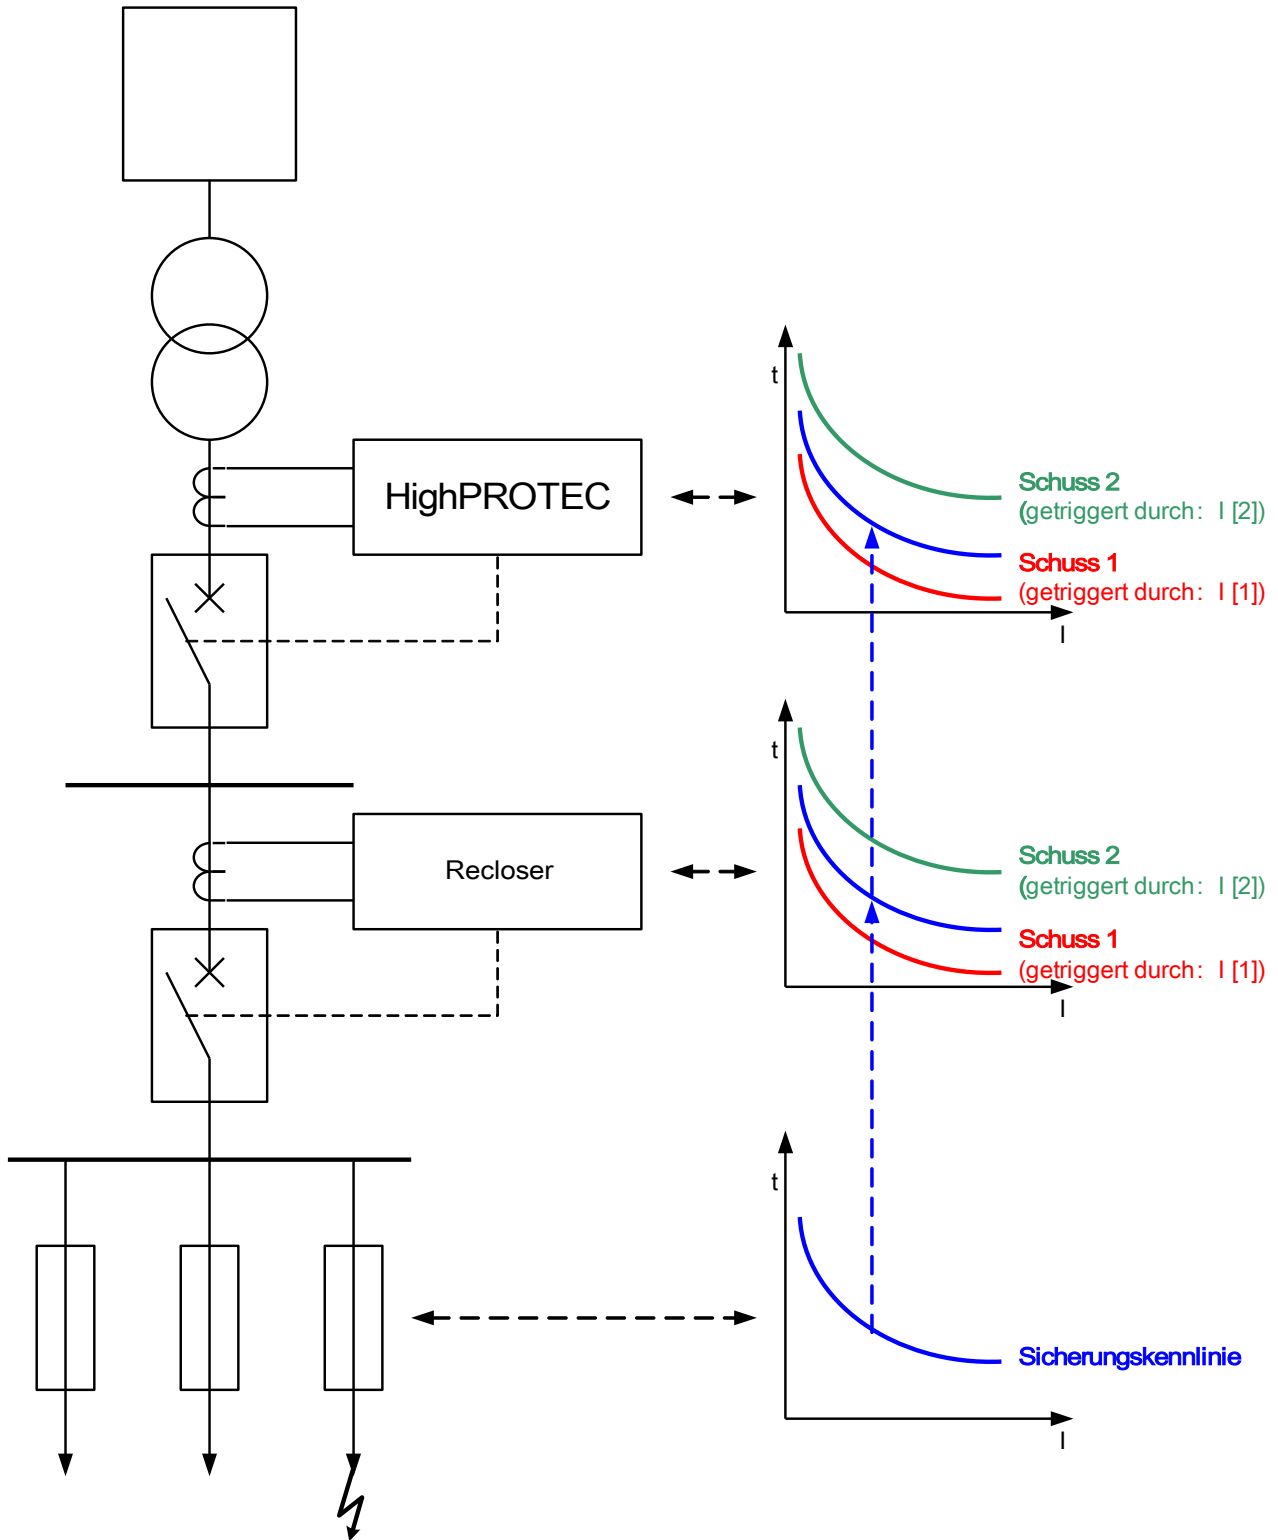 t
HighPROTEC
Schuss 2
(getriggert durch: I [2])
Schuss 1
(getriggert durch: I [1])
I
t
Recloser
Schuss 2
(getriggert durch: I [2])
Schuss 1
(getriggert durch: I [1])
I
t
Sicherungskennlinie
I